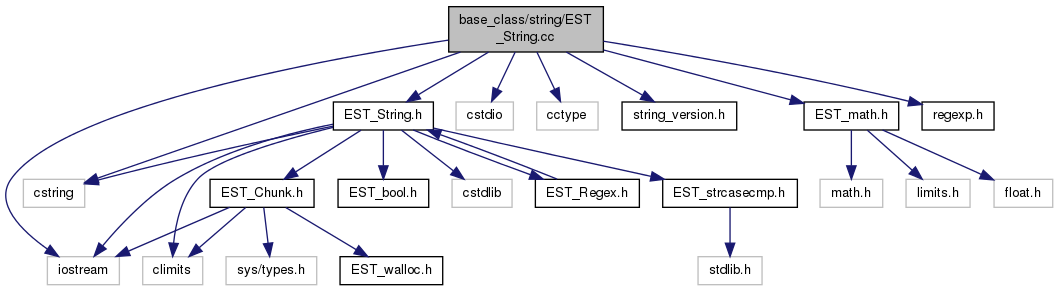 base_class/string/EST
_String.cc
EST_String.h
cstdio
cctype
string_version.h
EST_math.h
regexp.h
cstring
EST_Chunk.h
EST_bool.h
cstdlib
EST_Regex.h
EST_strcasecmp.h
math.h
limits.h
float.h
iostream
climits
sys/types.h
EST_walloc.h
stdlib.h